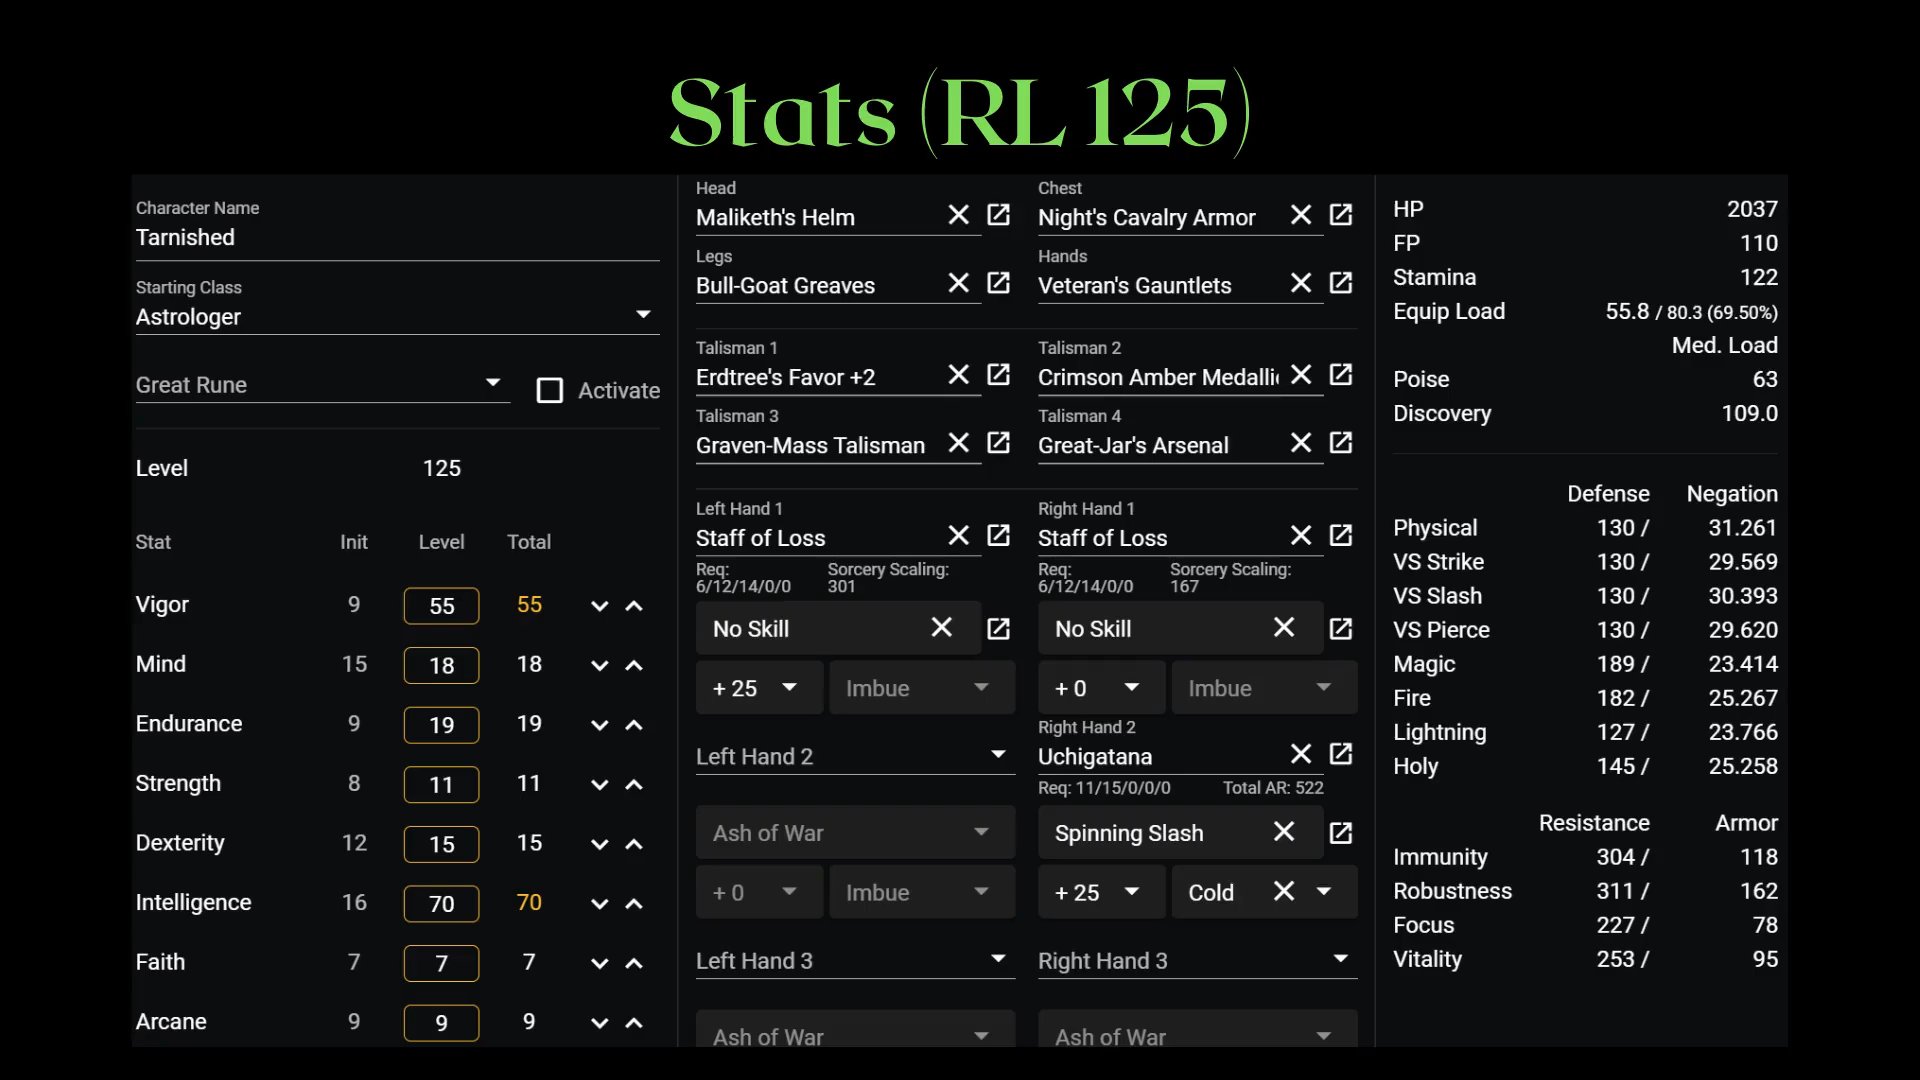 Stats (RL 125)
Character Name
Tarnished
Starting Class
Astrologer
Great Rune
Activate
Level 125
Stat Init Level Total
Vigor 9 55 55
Mind 15 18 18
Endurance 9 19 19
Strength 8 11 11
Dexterity 12 15 15
Intelligence 16 70 70
Faith 7 7 7
Arcane 9 9 9
Head Chest
Maliketh's Helm Night's Cavalry Armor
Legs Hands
Bull-Goat Greaves Veteran's Gauntlets
Talisman 1 Talisman 2
Erdtree's Favor +2 Crimson Amber Medalli
Talisman 3 Talisman 4
Graven-Mass Talisman Great-Jar's Arsenal
Left Hand 1 Right Hand 1
Staff of Loss Staff of Loss
Req: Sorcery Scaling: Req: Sorcery Scaling:
6/12/14/0/0 301 6/12/14/0/0 167
No Skill No Skill
+ 25 Imbue + 0 Imbue
Right Hand 2
Left Hand 2 Uchigatana
Req: 11/15/0/0/0 Total AR: 522
Ash of War Spinning Slash
+ 0 Imbue + 25 Cold
Left Hand 3 Right Hand 3
Ash of War Ash of War
HP 2037
FP 110
Stamina 122
Equip Load 55.8 / 80.3 (69.50%)
Med. Load
Poise 63
Discovery 109.0
Defense Negation
Physical 130 / 31.261
VS Strike 130 / 29.569
VS Slash 130 / 30.393
VS Pierce 130 / 29.620
Magic 189 / 23.414
Fire 182 / 25.267
Lightning 127 / 23.766
Holy 145 / 25.258
Resistance Armor
Immunity 304 / 118
Robustness 311 / 162
Focus 227 / 78
Vitality 253 / 95